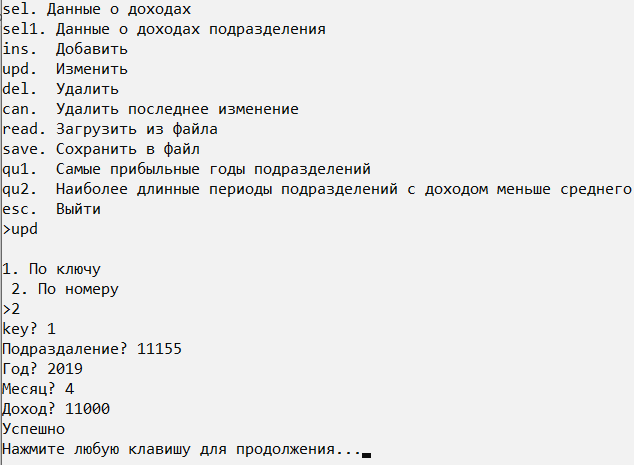 sel. Данные о доходах
sel1. Данные о доходах подразделения
ins.  Добавить
upd.  Изменить
del.  Удалить
can.  Удалить последнее изменение
read. Загрузить из файла
save. Сохранить в файл
qu1.  Самые прибыльные годы подразделений
qu2.  Наиболее длинные периоды подразделений с доходом меньше среднего
esc.  Выйти
>upd

1. По ключу
 2. По номеру
>2
key? 1
Подраздаление? 11155
Год? 2019
Месяц? 4
Доход? 11000
Успешно
Нажмите любую клавишу для продолжения...